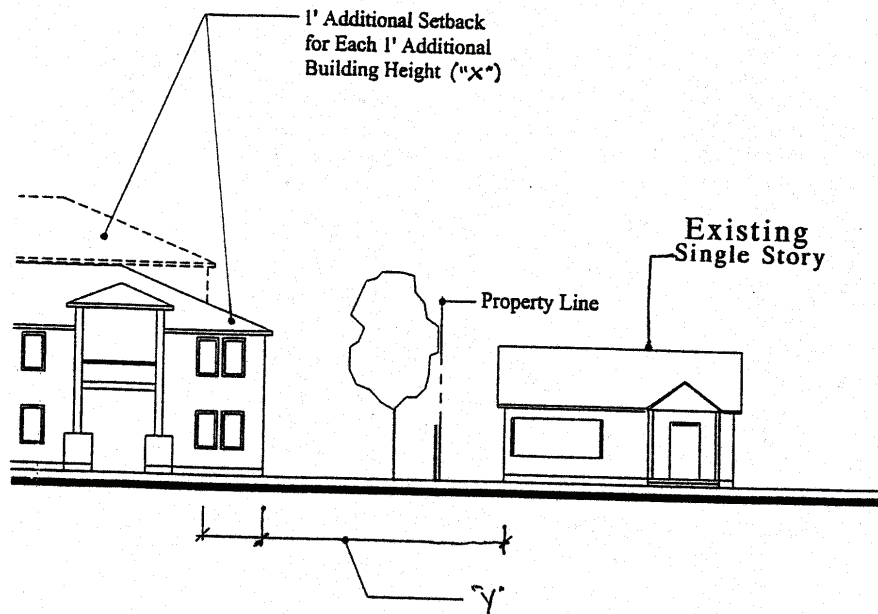 1' Additional Setback
for Each 1' Additional
Building Height ("X")
Existing
Single Story
Property Line
"Y"